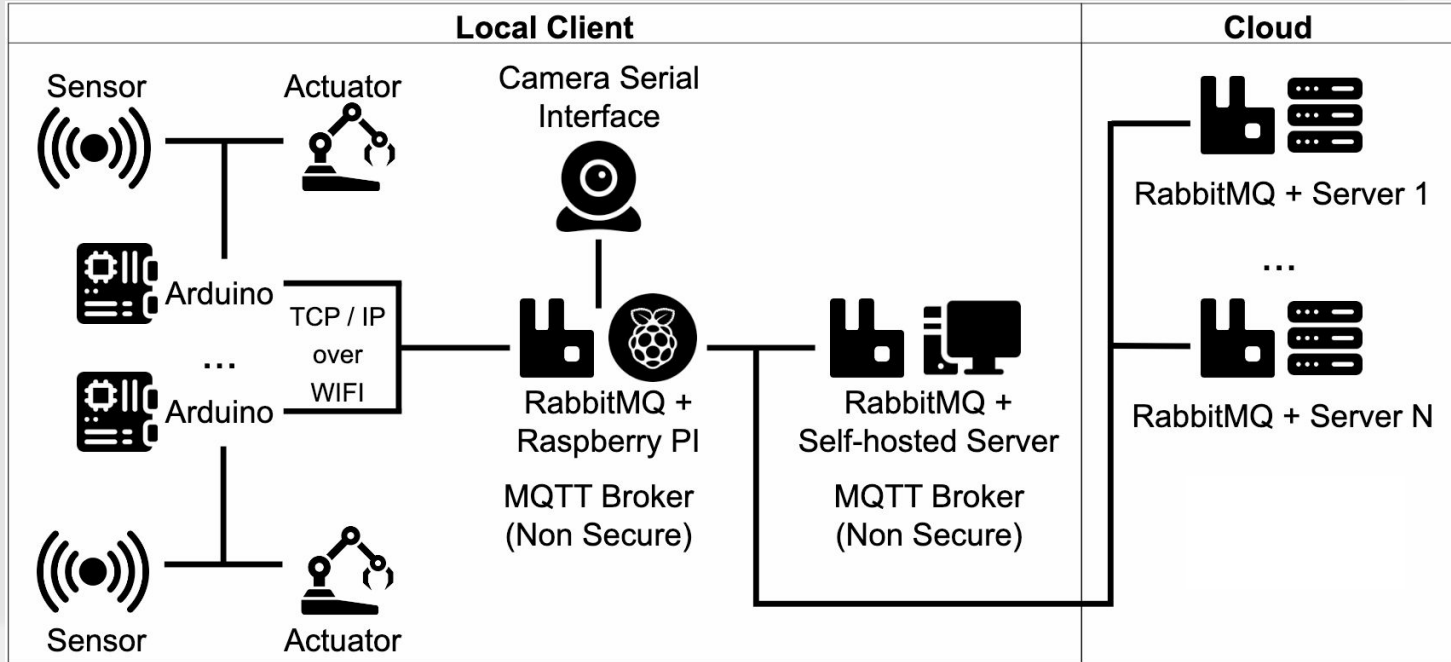 Local Client
Cloud
Sensor
Actuator
Camera Serial
Interface
RabbitMQ + Server 1
Arduino
TCP / IP
over
WIFI
...
Arduino
...
RabbitMQ +
Raspberry PI
RabbitMQ +
Self-hosted Server
RabbitMQ + Server N
MQTT Broker
(Non Secure)
MQTT Broker
(Non Secure)
Sensor
Actuator